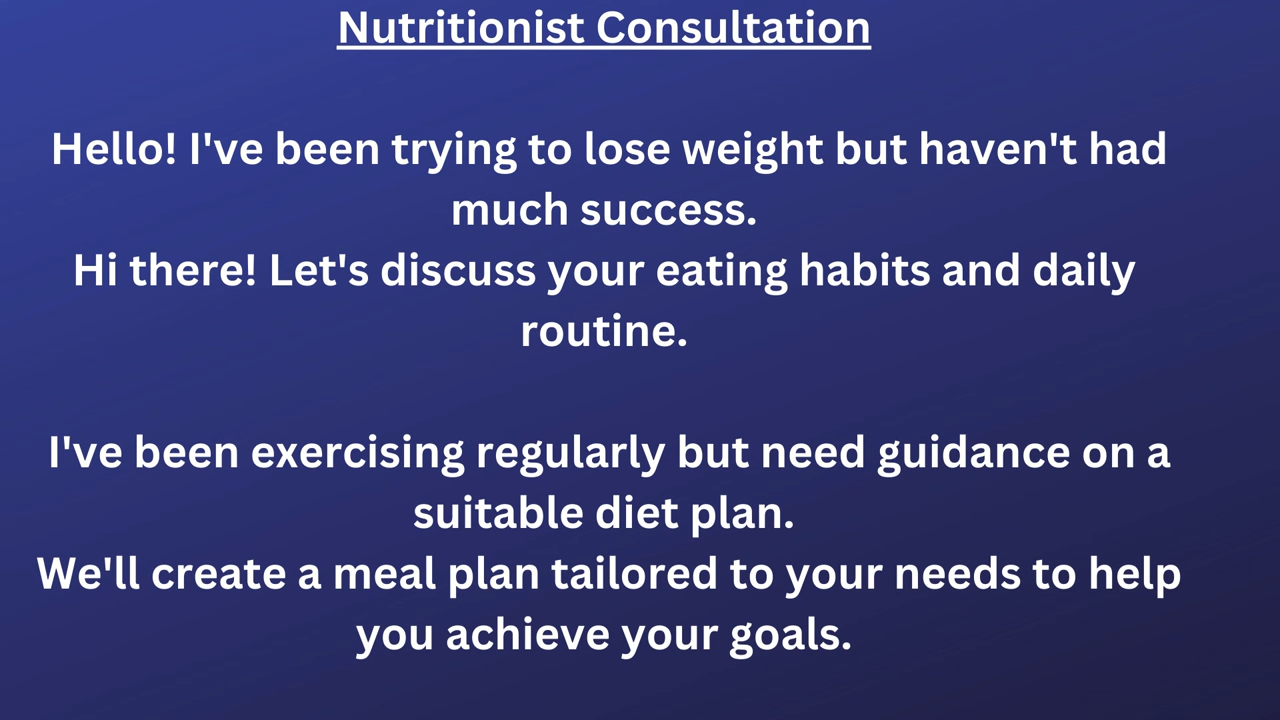 Nutritionist Consultation
Hello! I've been trying to lose weight but haven't had
much success.
Hi there! Let's discuss your eating habits and daily
routine.
I've been exercising regularly but need guidance on a
suitable diet plan.
We'll create a meal plan tailored to your needs to help
you achieve your goals.